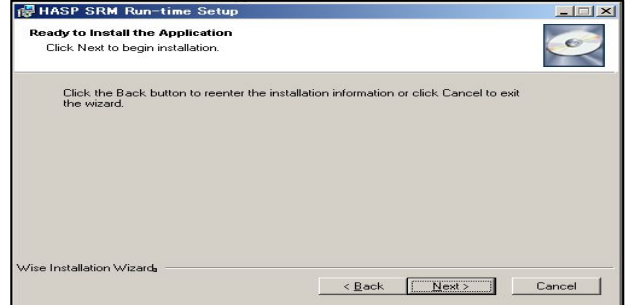 HASP SRM Run-time Setup
Ready to Install the Application
Click Next to begin installation.
Click the Back button to reenter the installation information or click Cancel to exit
the wizard.
Wise Installation Wizard
< Back Next > Cancel